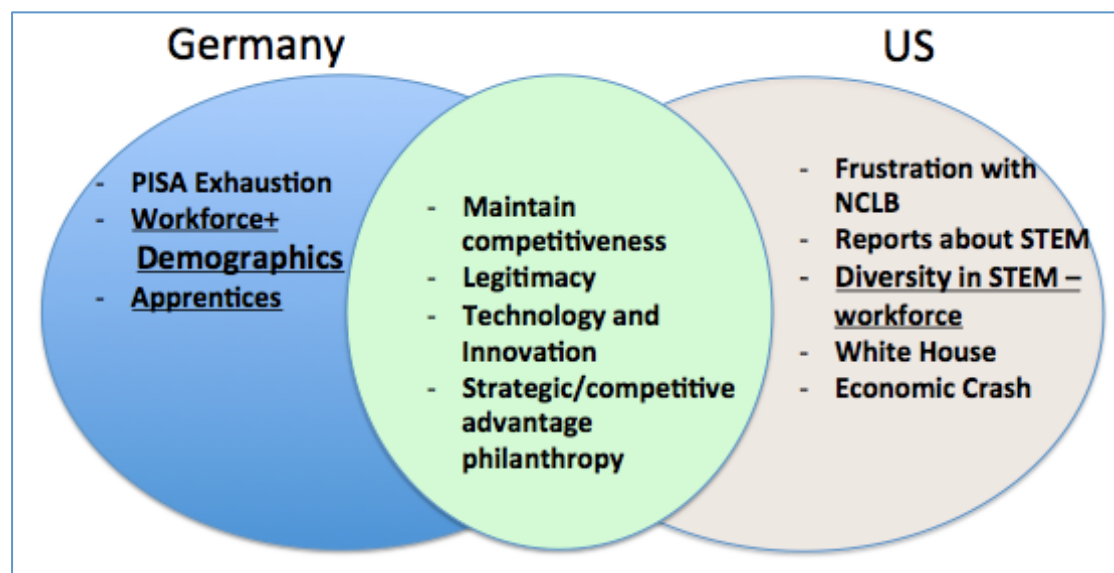 Germany
US
- PISA Exhaustion
- Workforce+
Demographics
- Apprentices
- Maintain
competitiveness
- Legitimacy
- Technology and
Innovation
- Strategic/competitive
advantage
philanthropy
- Frustration with
NCLB
- Reports about STEM
- Diversity in STEM –
workforce
- White House
- Economic Crash